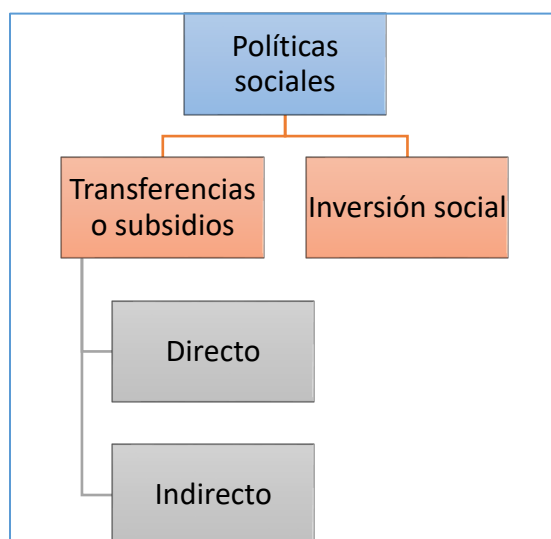 Políticas
sociales
Transferencias
o subsidios
Inversión social
Directo
Indirecto